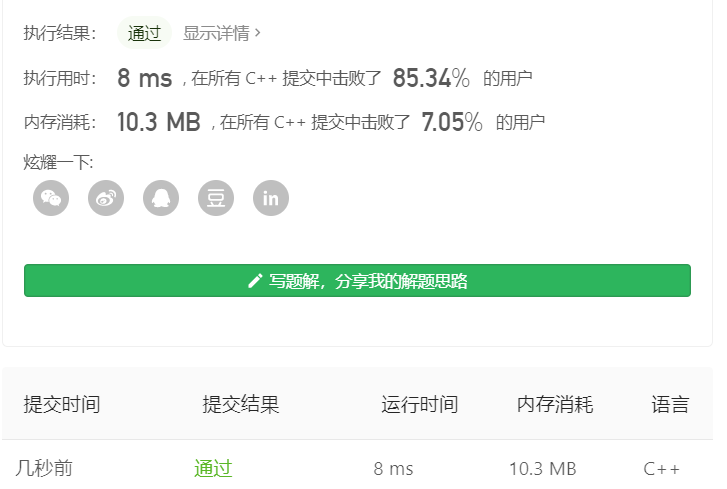 执行结果： 通过 显示详情 ›
执行用时： 8 ms , 在所有 C++ 提交中击败了 85.34% 的用户
内存消耗： 10.3 MB , 在所有 C++ 提交中击败了 7.05% 的用户
炫耀一下:
豆 in
写题解，分享我的解题思路
提交时间 提交结果 运行时间 内存消耗 语言
几秒前 通过 8 ms 10.3 MB C++